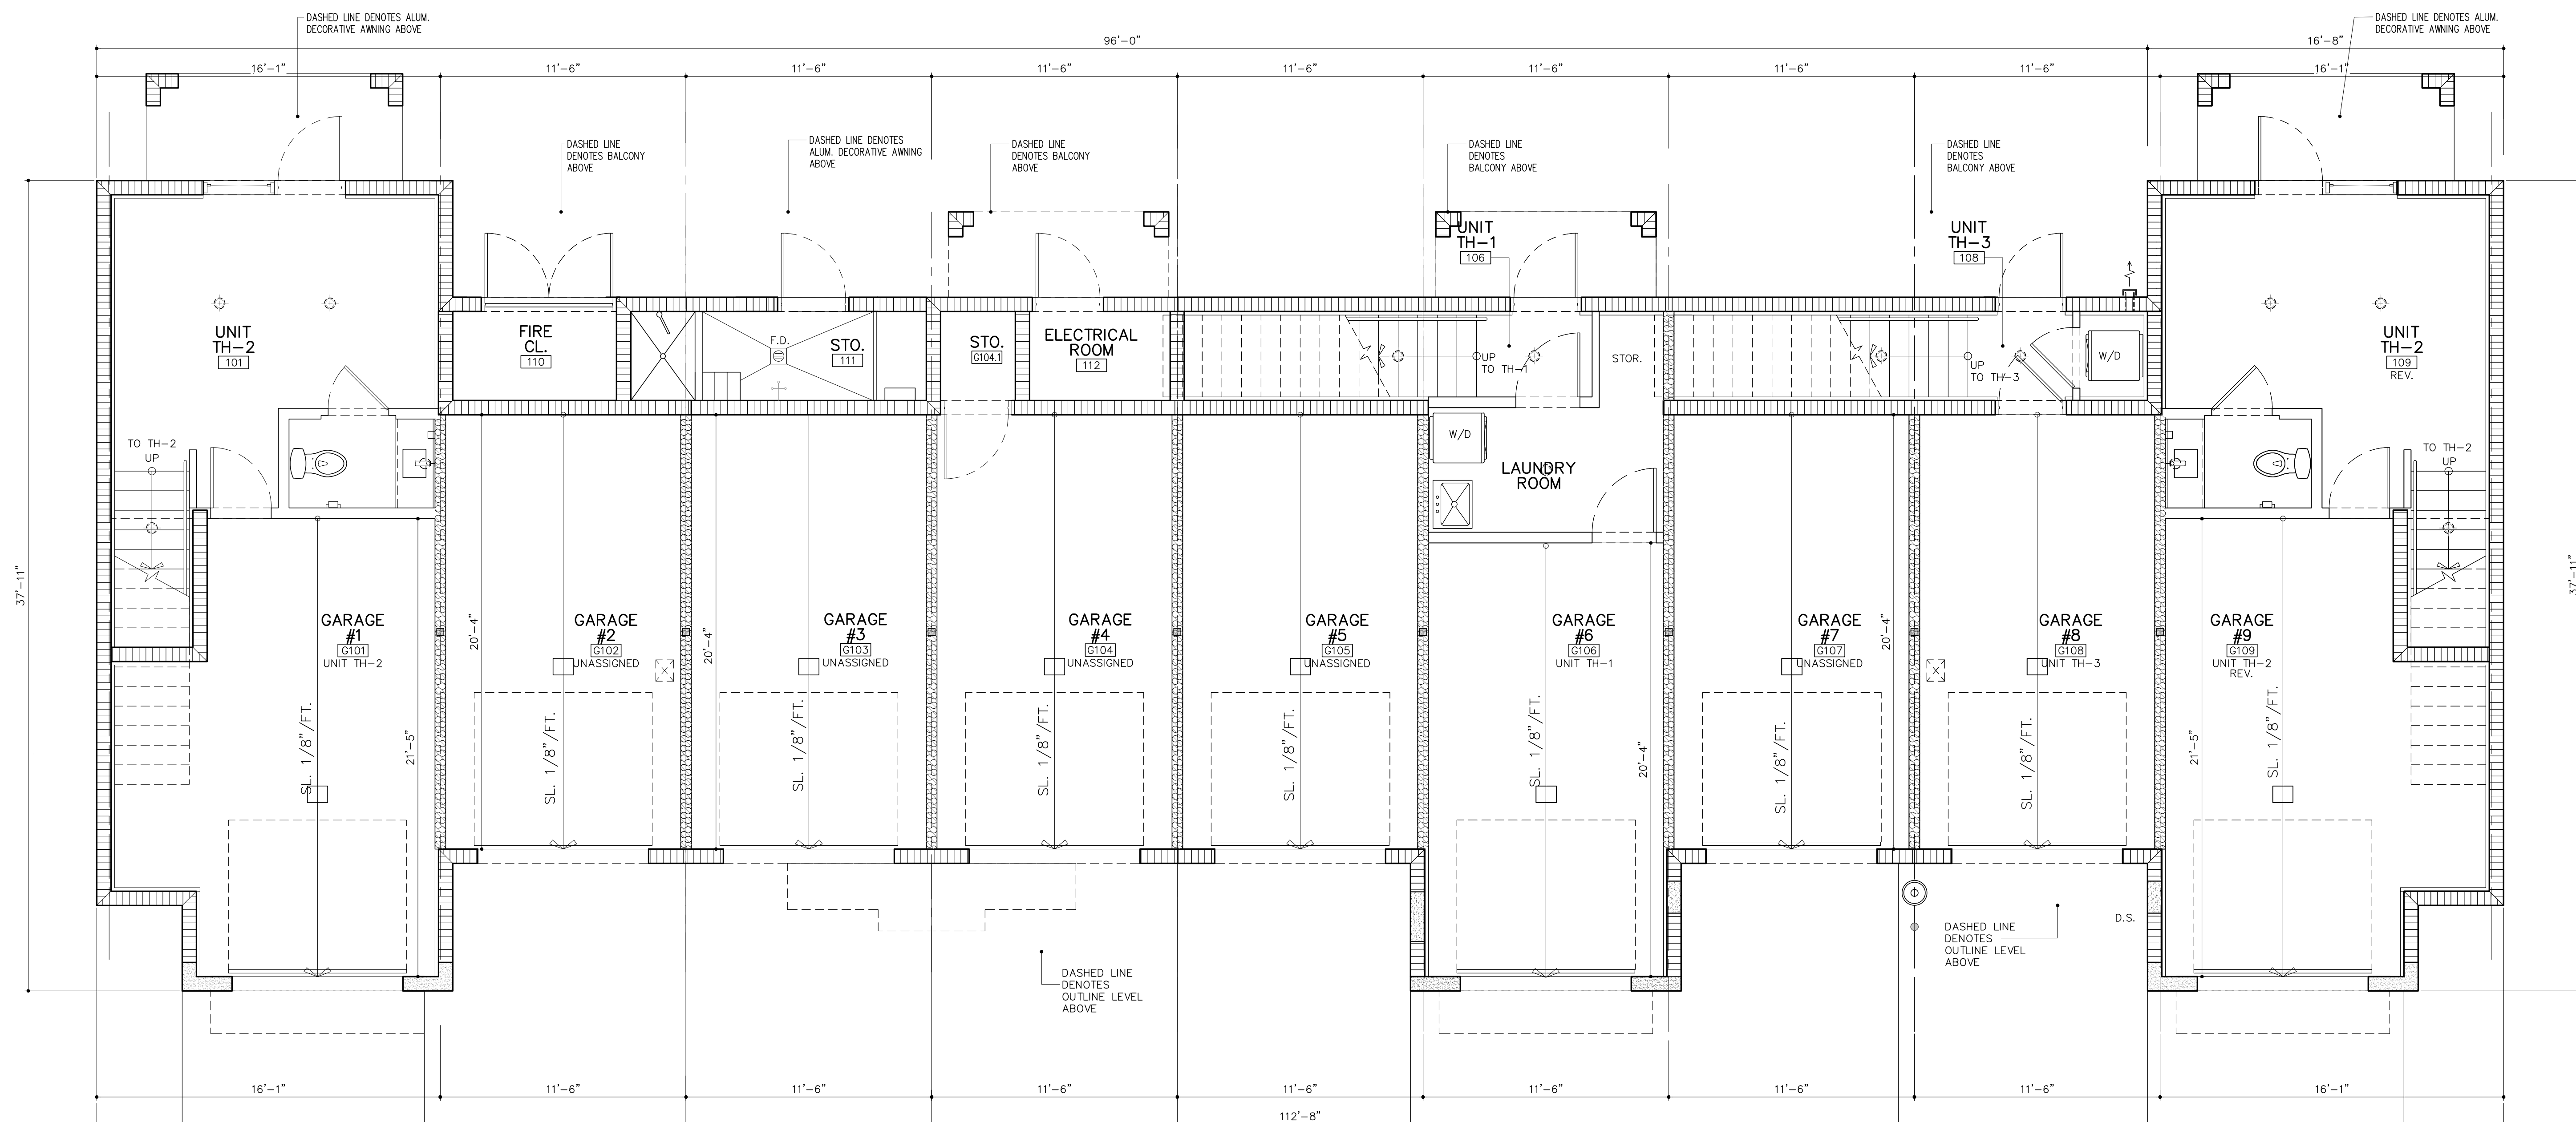 DASHED LINE DENOTES ALUM.
DECORATIVE AWNING ABOVE
DASHED LINE DENOTES ALUM.
DECORATIVE AWNING ABOVE
96'-0"
16'-8"
16'-1"
11'-6"
11'-6"
11'-6"
11'-6"
11'-6"
11'-6"
11'-6"
16'-1"
DASHED LINE
DENOTES BALCONY
ABOVE
DASHED LINE DENOTES
ALUM. DECORATIVE AWNING
ABOVE
DASHED LINE
DENOTES BALCONY
ABOVE
DASHED LINE
DENOTES
BALCONY ABOVE
DASHED LINE
DENOTES
BALCONY ABOVE
UNIT
TH-1
106
UNIT
TH-3
108
UNIT
TH-2
101
FIRE
CL.
110
F.D.
STO.
111
STO.
G104.1
ELECTRICAL
ROOM
112
UP
TO TH-1
STOR.
UP
TO TH-3
W/D
UNIT
TH-2
109
REV.
TO TH-2
UP
W/D
LAUNDRY
ROOM
TO TH-2
UP
37'-11"
37'-11"
GARAGE
#1
G101
UNIT TH-2
20'-4"
GARAGE
#2
G102
UNASSIGNED
X
20'-4"
GARAGE
#3
G103
UNASSIGNED
GARAGE
#4
G104
UNASSIGNED
GARAGE
#5
G105
UNASSIGNED
GARAGE
#6
G106
UNIT TH-1
GARAGE
#7
G107
UNASSIGNED
20'-4"
X
GARAGE
#8
G108
UNIT TH-3
GARAGE
#9
G109
UNIT TH-2
REV.
SL. 1/8"/FT.
21'-5"
SL. 1/8"/FT.
SL. 1/8"/FT.
SL. 1/8"/FT.
SL. 1/8"/FT.
SL. 1/8"/FT.
20'-4"
SL. 1/8"/FT.
SL. 1/8"/FT.
21'-5"
SL. 1/8"/FT.
DASHED LINE
DENOTES
OUTLINE LEVEL
ABOVE
DASHED LINE
DENOTES
OUTLINE LEVEL
ABOVE
D.S.
16'-1"
11'-6"
11'-6"
11'-6"
11'-6"
11'-6"
11'-6"
11'-6"
16'-1"
112'-8"